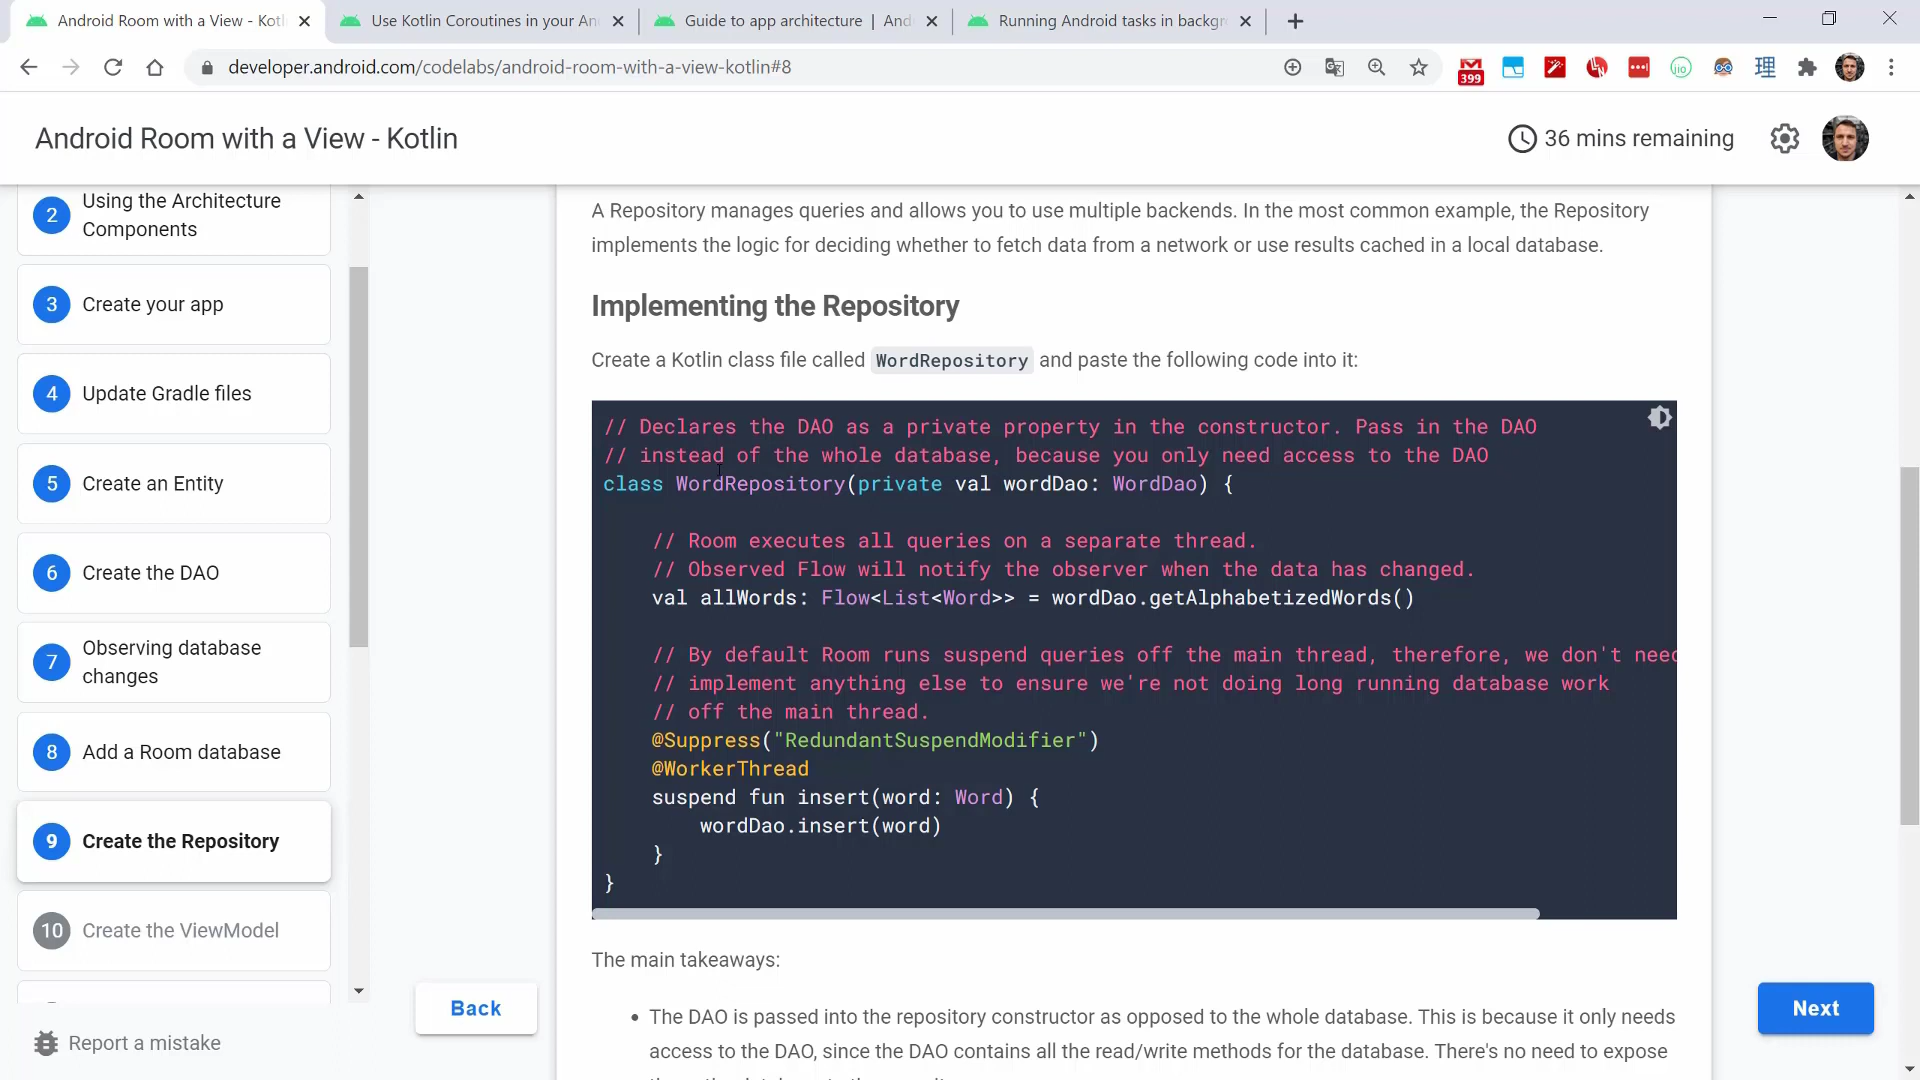 Android Room with a View - Kotl
Use Kotlin Coroutines in your An
Guide to app architecture | And
Running Android tasks in backgr
developer.android.com/codelabs/android-room-with-a-view-kotlin#8
399
理
Android Room with a View - Kotlin
36 mins remaining
2
Using the Architecture
Components
3
Create your app
4
Update Gradle files
5
Create an Entity
6
Create the DAO
7
Observing database
changes
8
Add a Room database
9
Create the Repository
10
Create the ViewModel
Report a mistake
A Repository manages queries and allows you to use multiple backends. In the most common example, the Repository
implements the logic for deciding whether to fetch data from a network or use results cached in a local database.
Implementing the Repository
Create a Kotlin class file called WordRepository and paste the following code into it:
// Declares the DAO as a private property in the constructor. Pass in the DAO
// instead of the whole database, because you only need access to the DAO
class WordRepository(private val wordDao: WordDao) {
// Room executes all queries on a separate thread.
// Observed Flow will notify the observer when the data has changed.
val allWords: Flow<List<Word>> = wordDao.getAlphabetizedWords()
// By default Room runs suspend queries off the main thread, therefore, we don't need
// implement anything else to ensure we're not doing long running database work
// off the main thread.
@Suppress("RedundantSuspendModifier")
@WorkerThread
suspend fun insert(word: Word) {
wordDao.insert(word)
}
}
The main takeaways:
• The DAO is passed into the repository constructor as opposed to the whole database. This is because it only needs
access to the DAO, since the DAO contains all the read/write methods for the database. There's no need to expose
Back
Next